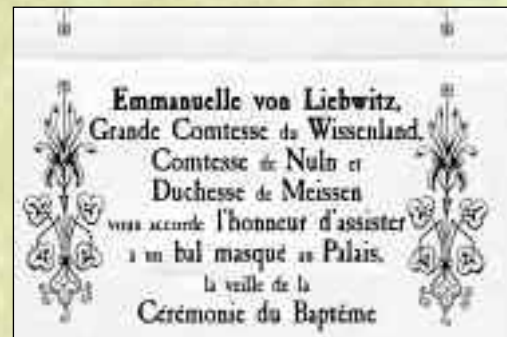 Emmanuelle von Liebwitz,
Grande Comtesse du Wissenland,
Comtesse de Nuln et
Duchesse de Meissen
vous accorde l'honneur d'assister
à un bal masqué au Palais,
la veille de la
Cérémonie du Baptême